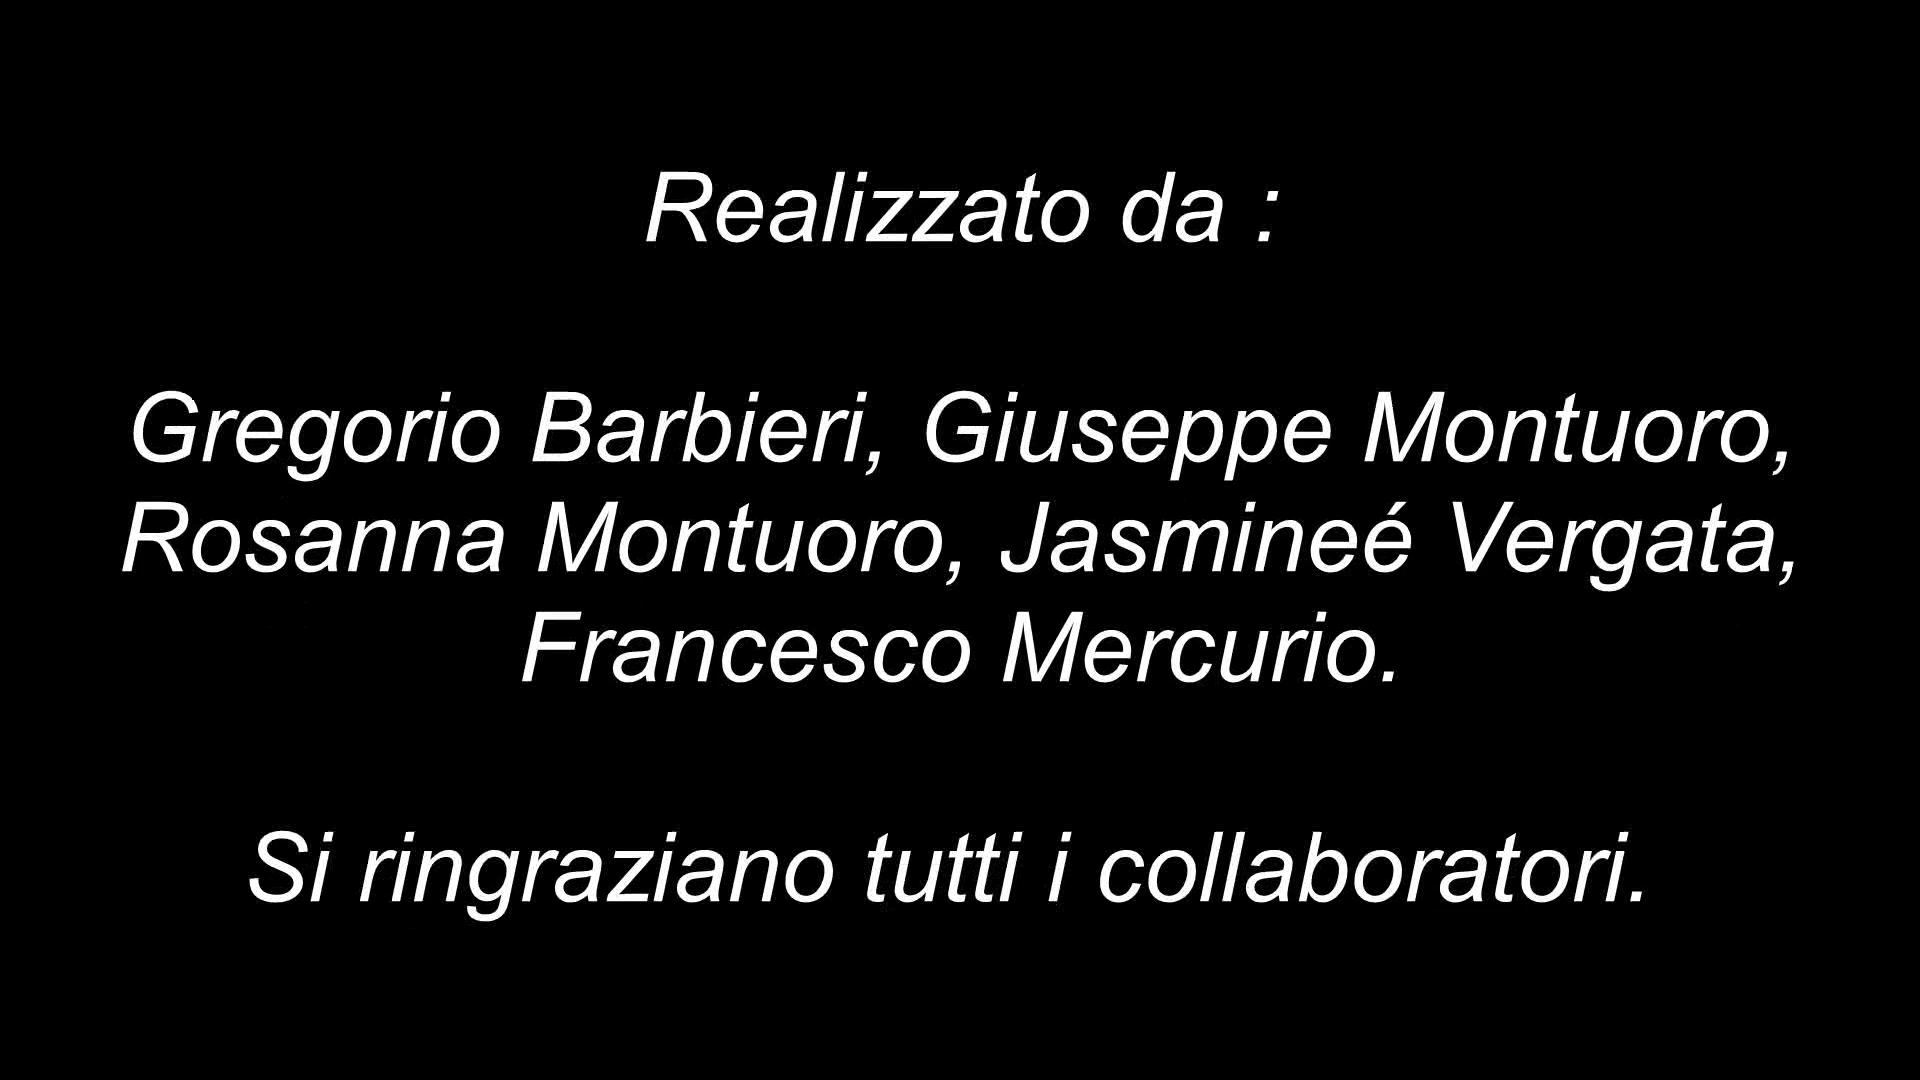 Realizzato da :
Gregorio Barbieri, Giuseppe Montuoro,
Rosanna Montuoro, Jasmineé Vergata,
Francesco Mercurio.
Si ringraziano tutti i collaboratori.